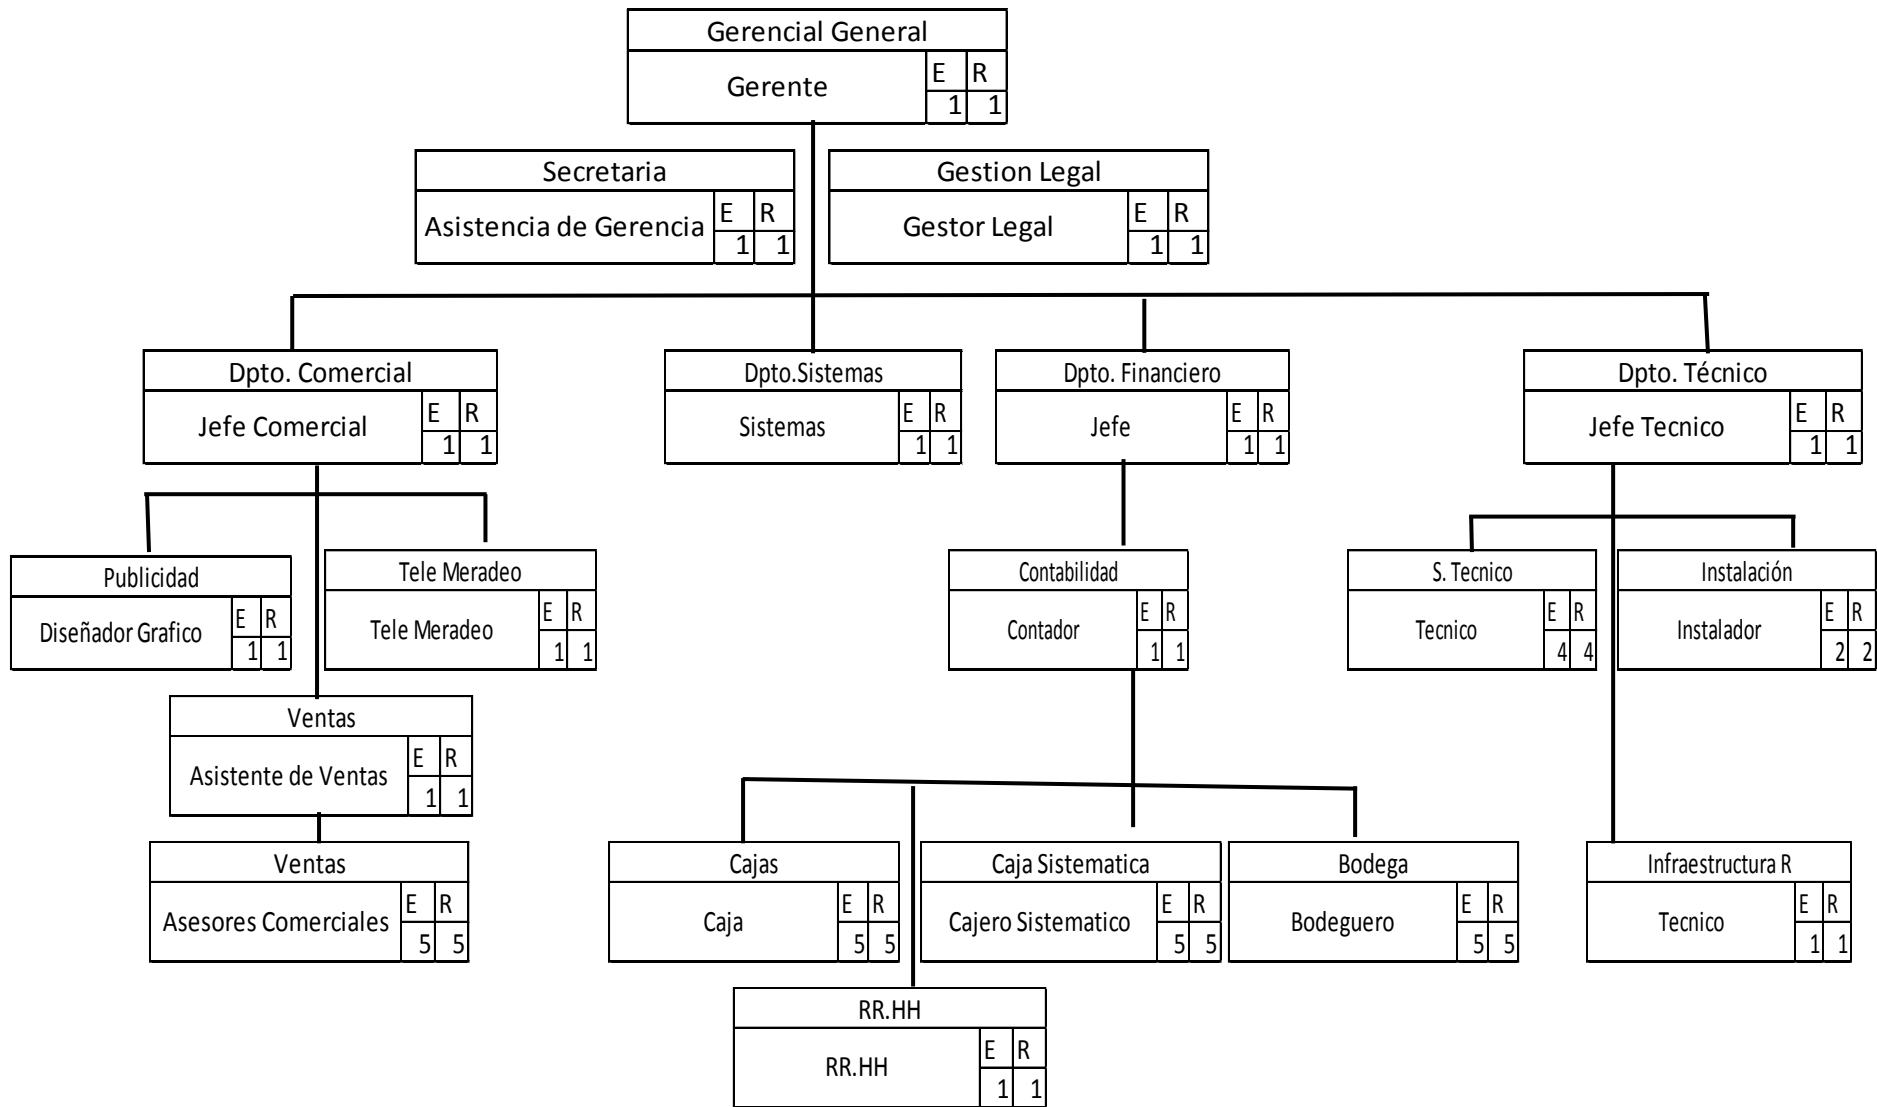 Gerencial General
Gerente
E R
1 1
Secretaria
Asistencia de Gerencia
E R
1 1
Gestion Legal
Gestor Legal
E R
1 1
Dpto. Comercial
Jefe Comercial
E R
1 1
Dpto.Sistemas
Sistemas
E R
1 1
Dpto. Financiero
Jefe
E R
1 1
Dpto. Técnico
Jefe Tecnico
E R
1 1
Publicidad
Diseñador Grafico
E R
1 1
Tele Meradeo
Tele Meradeo
E R
1 1
Contabilidad
Contador
E R
1 1
S. Tecnico
Tecnico
E R
4 4
Instalación
Instalador
E R
2 2
Ventas
Asistente de Ventas
E R
1 1
Ventas
Asesores Comerciales
E R
5 5
Cajas
Caja
E R
5 5
Caja Sistematica
Cajero Sistematico
E R
5 5
Bodega
Bodeguero
E R
5 5
Infraestructura R
Tecnico
E R
1 1
RR.HH
RR.HH
E R
1 1